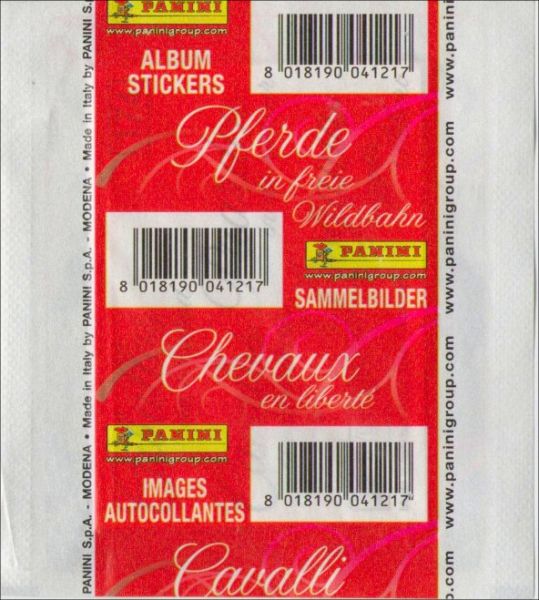 PANINI
www.paninigroup.com
ALBUM
STICKERS
8 018190 041217
Pferde
in freie
Wildbahn
8 018190 041217
PANINI
www.paninigroup.com
SAMMELBILDER
Chevaux
en liberté
PANINI
www.paninigroup.com
IMAGES
AUTOCOLLANTES
8 018190 041217
Cavalli
PANINI S.p.A. - MODENA • Made in Italy by PANINI S.p.A. - MODENA • Made in Italy by PANINI S.p.
www.paninigroup.com www.paninigroup.com www.paninigroup.com